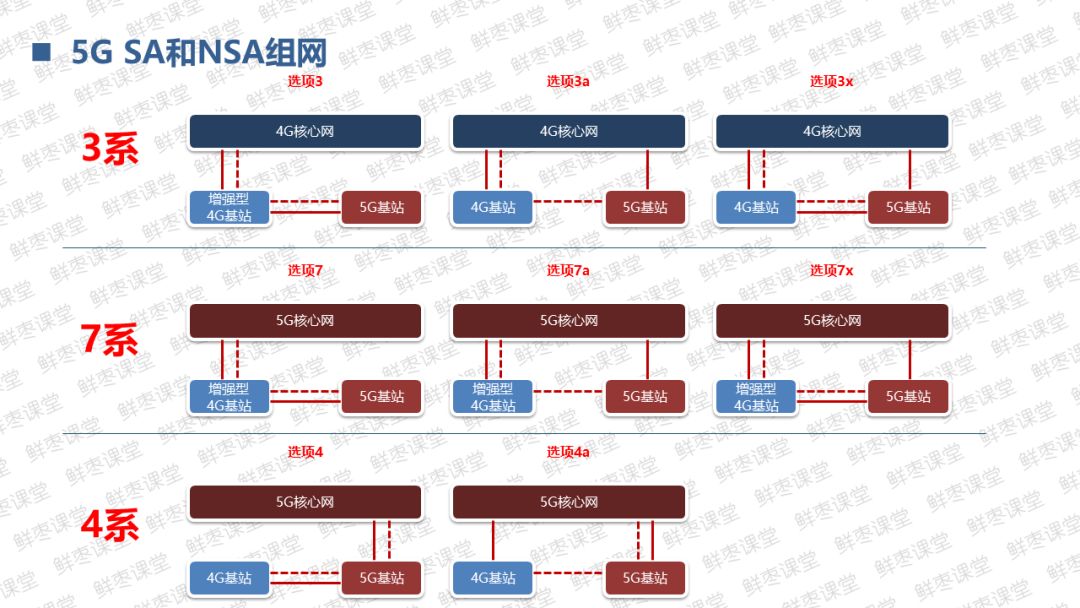 5G SA和NSA组网
选项3
选项3a
选项3x
3系
4G核心网
4G核心网
4G核心网
增强型
4G基站
5G基站
4G基站
5G基站
4G基站
5G基站
选项7
选项7a
选项7x
7系
5G核心网
5G核心网
5G核心网
增强型
4G基站
5G基站
增强型
4G基站
5G基站
增强型
4G基站
5G基站
选项4
选项4a
4系
5G核心网
5G核心网
4G基站
5G基站
4G基站
5G基站
鲜枣课堂